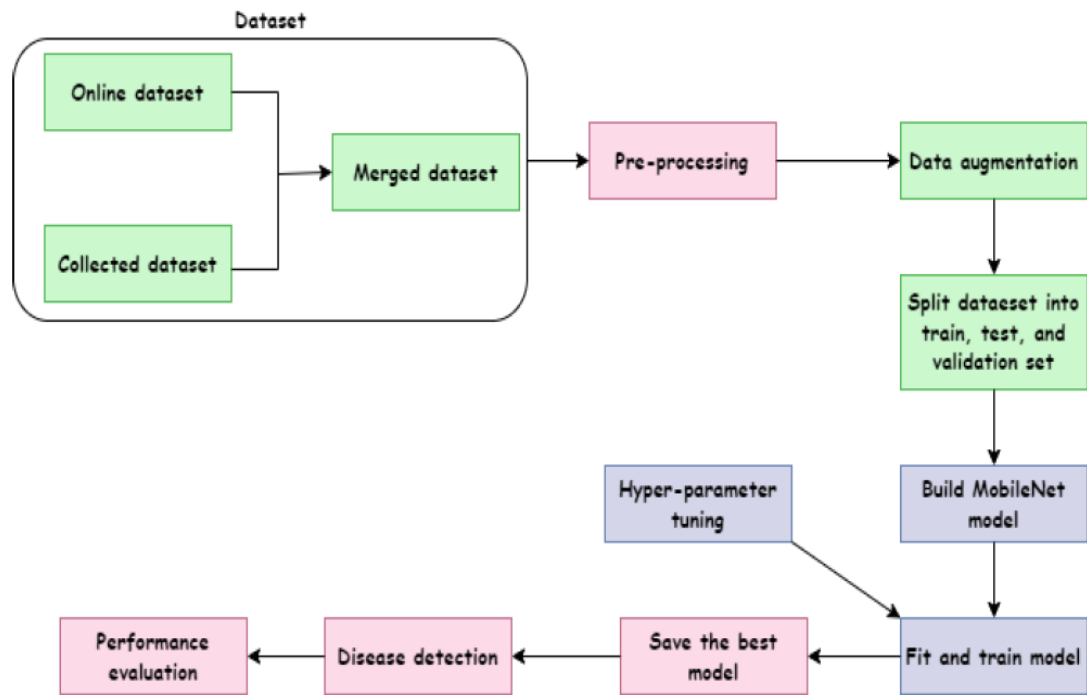 Dataset
Online dataset
Collected dataset
Merged dataset
Pre-processing
Data augmentation
Split dataeset into
train, test, and
validation set
Build MobileNet
model
Hyper-parameter
tuning
Fit and train model
Save the best
model
Disease detection
Performance
evaluation